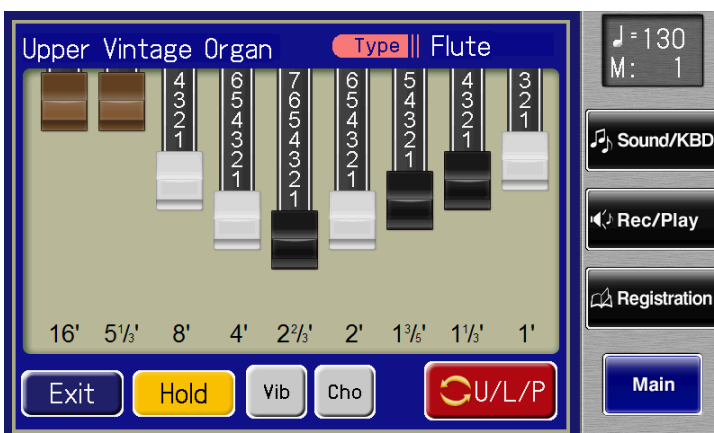 Upper Vintage Organ Type Flute
4 6 7 6 5 4 3
3 5 6 5 4 3 2
2 4 5 4 3 2 1
1 3 4 3 2 1
2 3 2 1
1 2 1
1
16' 5⅓' 8' 4' 2⅔' 2' 1⅗' 1⅓' 1'
Exit Hold Vib Cho U/L/P
♩=130
M: 1
Sound/KBD
Rec/Play
Registration
Main